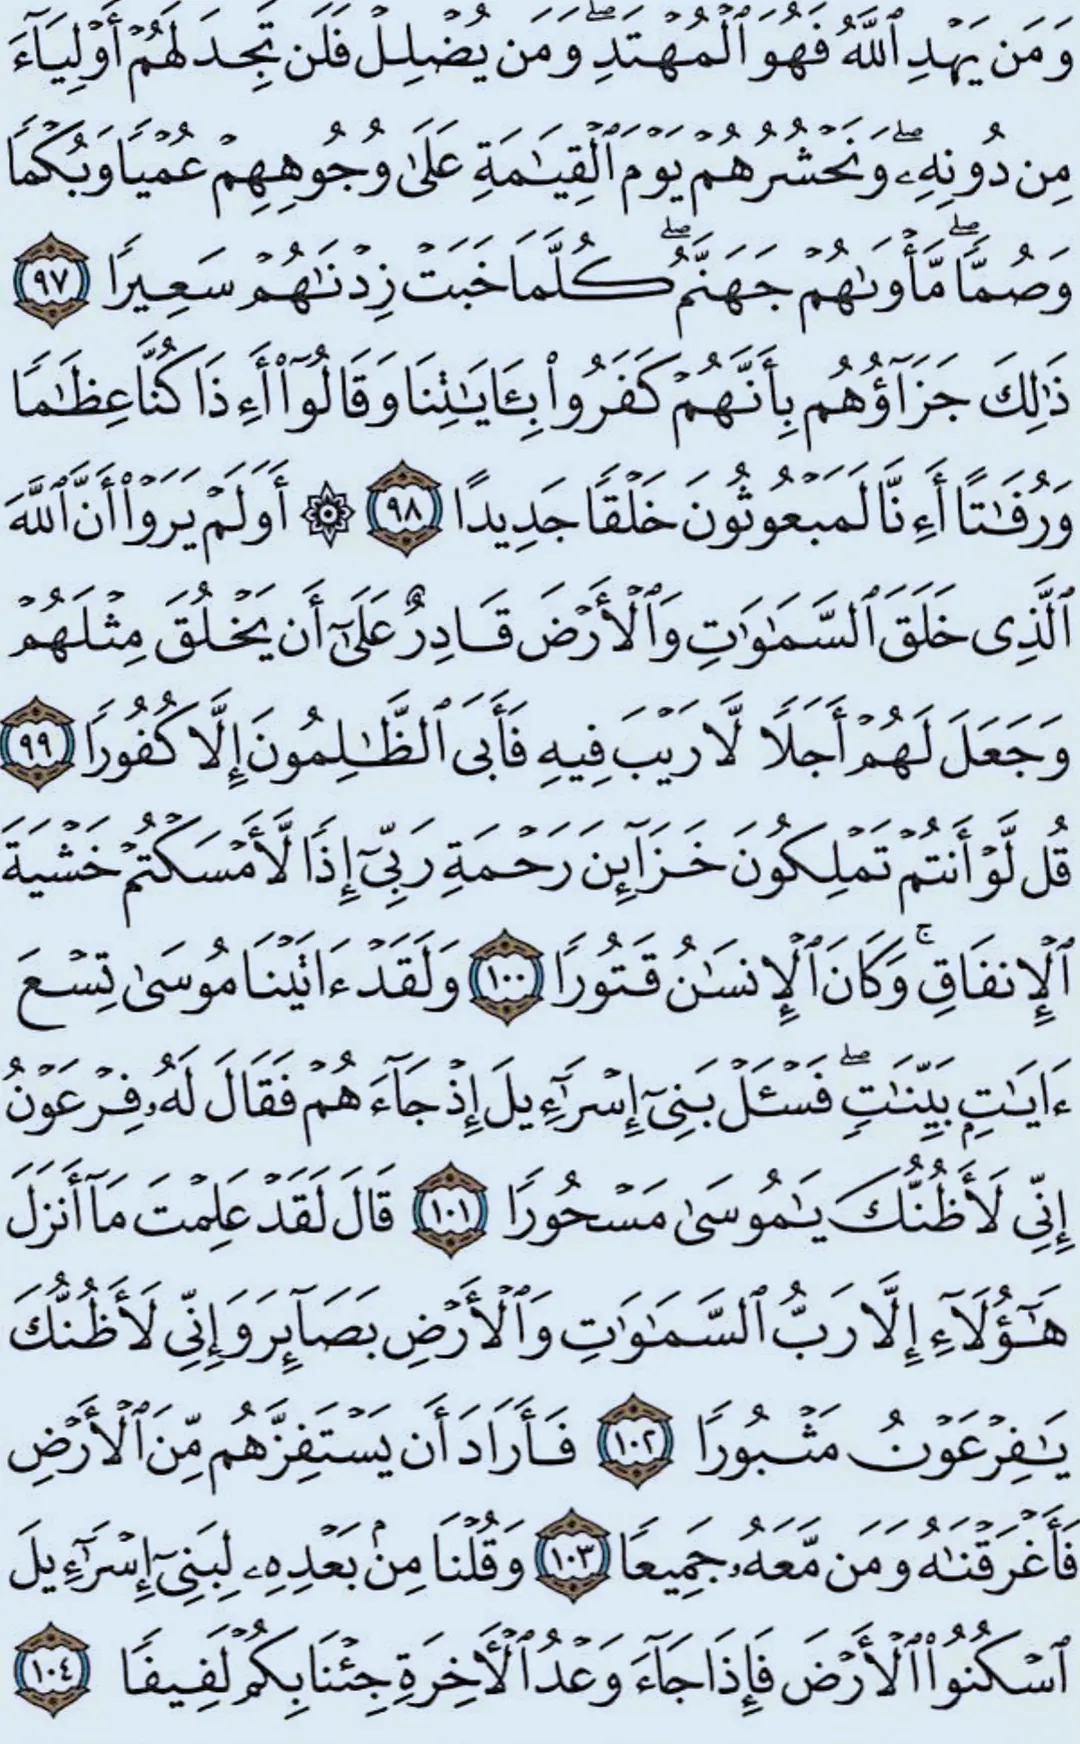 وَمَن يَهْدِ ٱللَّهُ فَهُوَ ٱلْمُهْتَدِ ۖ وَمَن يُضْلِلْ فَلَن تَجِدَ لَهُمْ أَوْلِيَآءَ
مِن دُونِهِۦ ۖ وَنَحْشُرُهُمْ يَوْمَ ٱلْقِيَـٰمَةِ عَلَىٰ وُجُوهِهِمْ عُمْيًا وَبُكْمًا
وَصُمًّا ۖ مَّأْوَىٰهُمْ جَهَنَّمُ ۖ كُلَّمَا خَبَتْ زِدْنَـٰهُمْ سَعِيرًا ٩٧
ذَٰلِكَ جَزَآؤُهُم بِأَنَّهُمْ كَفَرُوا۟ بِـَٔايَـٰتِنَا وَقَالُوٓا۟ أَءِذَا كُنَّا عِظَـٰمًا
وَرُفَـٰتًا أَءِنَّا لَمَبْعُوثُونَ خَلْقًا جَدِيدًا ٩٨ ۞ أَوَلَمْ يَرَوْا۟ أَنَّ ٱللَّهَ
ٱلَّذِى خَلَقَ ٱلسَّمَـٰوَٰتِ وَٱلْأَرْضَ قَادِرٌ عَلَىٰٓ أَن يَخْلُقَ مِثْلَهُمْ
وَجَعَلَ لَهُمْ أَجَلًا لَّا رَيْبَ فِيهِ فَأَبَى ٱلظَّـٰلِمُونَ إِلَّا كُفُورًا ٩٩
قُل لَّوْ أَنتُمْ تَمْلِكُونَ خَزَآئِنَ رَحْمَةِ رَبِّىٓ إِذًا لَّأَمْسَكْتُمْ خَشْيَةَ
ٱلْإِنفَاقِ ۚ وَكَانَ ٱلْإِنسَـٰنُ قَتُورًا ١٠٠ وَلَقَدْ ءَاتَيْنَا مُوسَىٰ تِسْعَ
ءَايَـٰتٍۭ بَيِّنَـٰتٍ ۖ فَسْـَٔلْ بَنِىٓ إِسْرَٰٓءِيلَ إِذْ جَآءَهُمْ فَقَالَ لَهُۥ فِرْعَوْنُ
إِنِّى لَأَظُنُّكَ يَـٰمُوسَىٰ مَسْحُورًا ١٠١ قَالَ لَقَدْ عَلِمْتَ مَآ أَنزَلَ
هَـٰٓؤُلَآءِ إِلَّا رَبُّ ٱلسَّمَـٰوَٰتِ وَٱلْأَرْضِ بَصَآئِرَ وَإِنِّى لَأَظُنُّكَ
يَـٰفِرْعَوْنُ مَثْبُورًا ١٠٢ فَأَرَادَ أَن يَسْتَفِزَّهُم مِّنَ ٱلْأَرْضِ
فَأَغْرَقْنَـٰهُ وَمَن مَّعَهُۥ جَمِيعًا ١٠٣ وَقُلْنَا مِنۢ بَعْدِهِۦ لِبَنِىٓ إِسْرَٰٓءِيلَ
ٱسْكُنُوا۟ ٱلْأَرْضَ فَإِذَا جَآءَ وَعْدُ ٱلْـَٔاخِرَةِ جِئْنَا بِكُمْ لَفِيفًا ١٠٤